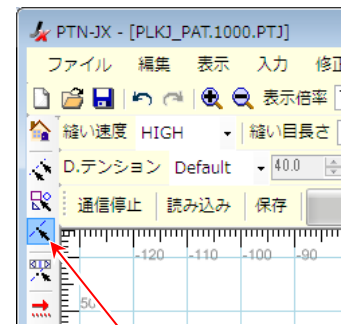 PTN-JX - [PLKJ_PAT.1000.PTJ]
ファイル 編集 表示 入力 修正
表示倍率
縫い速度 HIGH 縫い目長さ
D.テンション Default 40.0
通信停止 読み込み 保存
-120 -110 -100 -90
50